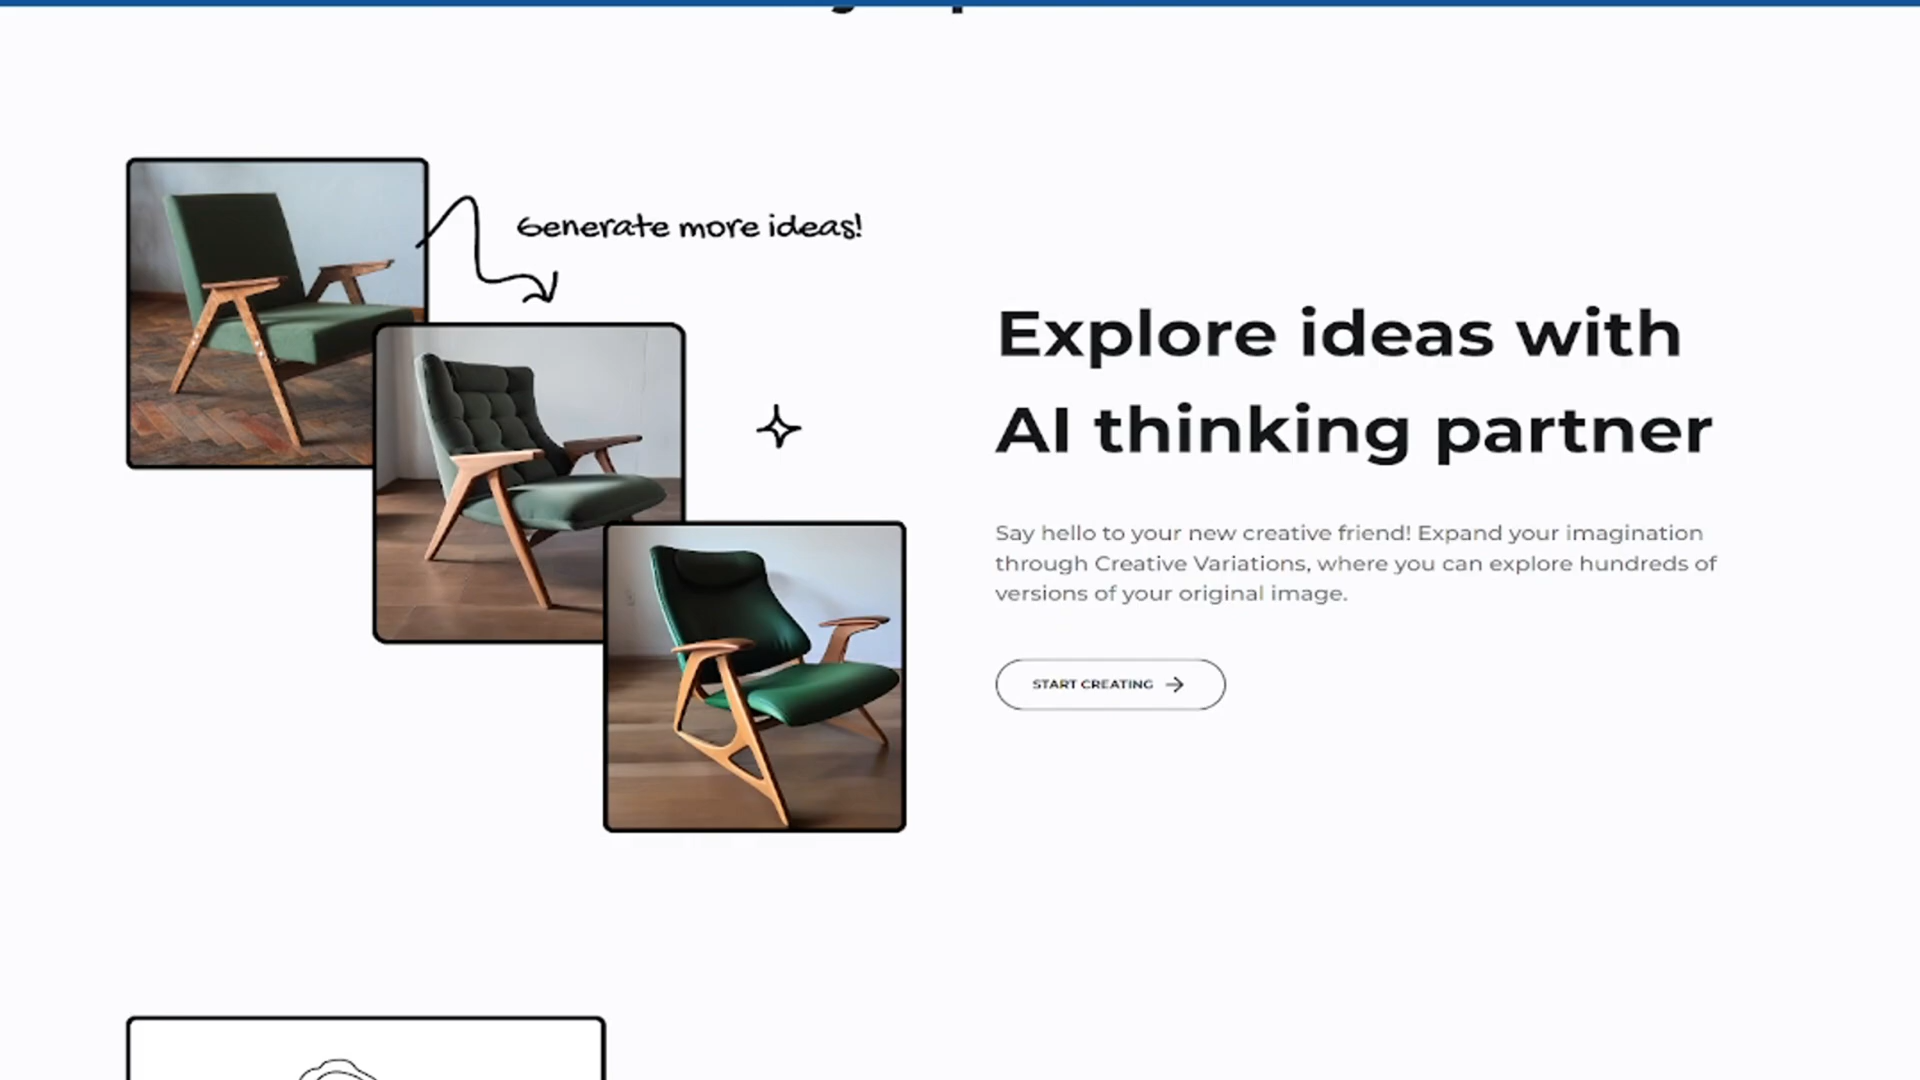 Generate more ideas!
Explore ideas with
AI thinking partner
Say hello to your new creative friend! Expand your imagination
through Creative Variations, where you can explore hundreds of
versions of your original image.
START CREATING